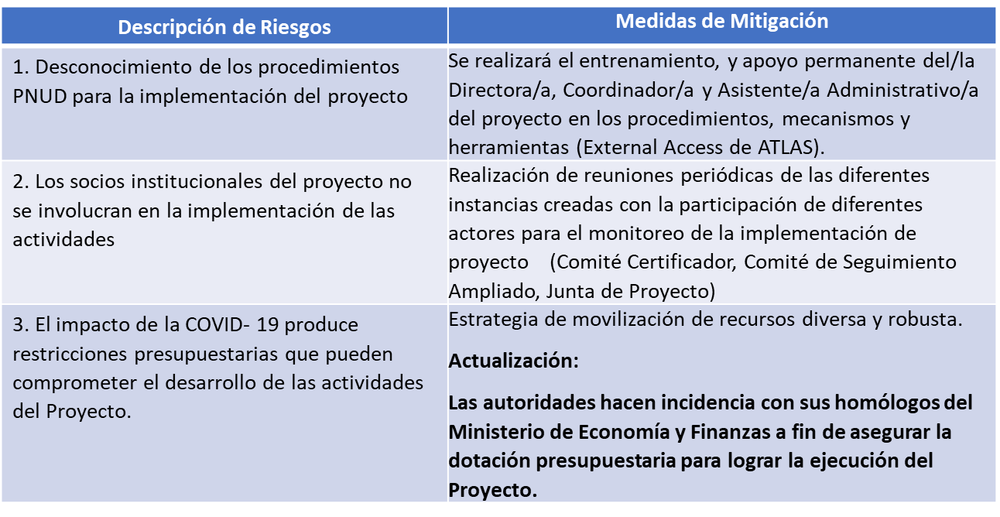 Descripción de Riesgos
Medidas de Mitigación
1. Desconocimiento de los procedimientos
PNUD para la implementación del proyecto
Se realizará el entrenamiento, y apoyo permanente del/la
Directora/a, Coordinador/a y Asistente/a Administrativo/a
del proyecto en los procedimientos, mecanismos y
herramientas (External Access de ATLAS).
2. Los socios institucionales del proyecto no
se involucran en la implementación de las
actividades
Realización de reuniones periódicas de las diferentes
instancias creadas con la participación de diferentes
actores para el monitoreo de la implementación de
proyecto (Comité Certificador, Comité de Seguimiento
Ampliado, Junta de Proyecto)
3. El impacto de la COVID- 19 produce
restricciones presupuestarias que pueden
comprometer el desarrollo de las actividades
del Proyecto.
Estrategia de movilización de recursos diversa y robusta.
Actualización:
Las autoridades hacen incidencia con sus homólogos del
Ministerio de Economía y Finanzas a fin de asegurar la
dotación presupuestaria para lograr la ejecución del
Proyecto.